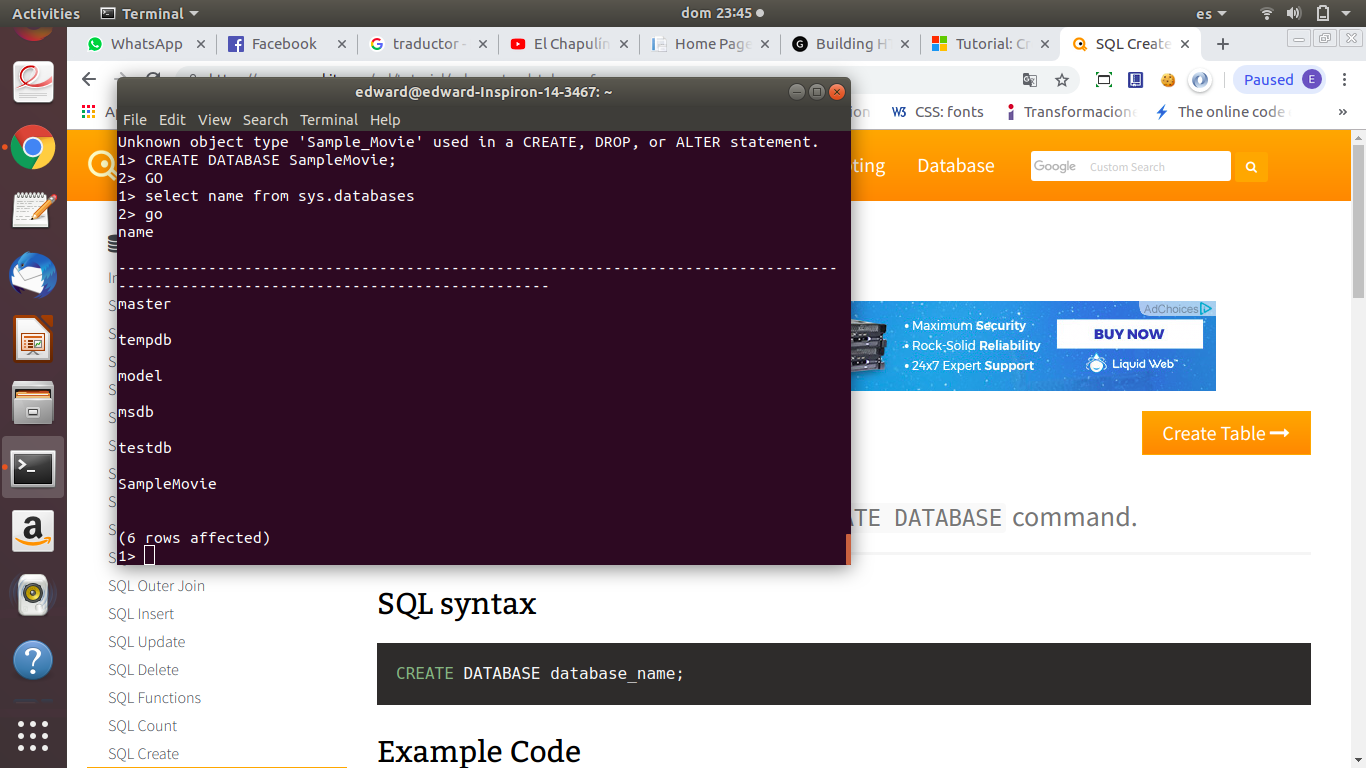 Activities
Terminal
dom 23:45
es
WhatsApp
Facebook
traductor -
El Chapulín
Home Page
Building HT
Tutorial: Cr
SQL Create
Paused
E
CSS: fonts
Transformacione
The online code
»
edward@edward-Inspiron-14-3467: ~
File Edit View Search Terminal Help
Unknown object type 'Sample_Movie' used in a CREATE, DROP, or ALTER statement.
1> CREATE DATABASE SampleMovie;
2> GO
1> select name from sys.databases
2> go
name
--------------------------------------------------------------------------------
------------------------------------------------
master
tempdb
model
msdb
testdb
SampleMovie
(6 rows affected)
1>
Database
Google Custom Search
AdChoices
• Maximum Security
• Rock-Solid Reliability
• 24x7 Expert Support
BUY NOW
Liquid Web™
Create Table
DATABASE command.
SQL Outer Join
SQL Insert
SQL Update
SQL Delete
SQL Functions
SQL Count
SQL Create
SQL syntax
CREATE DATABASE database_name;
Example Code